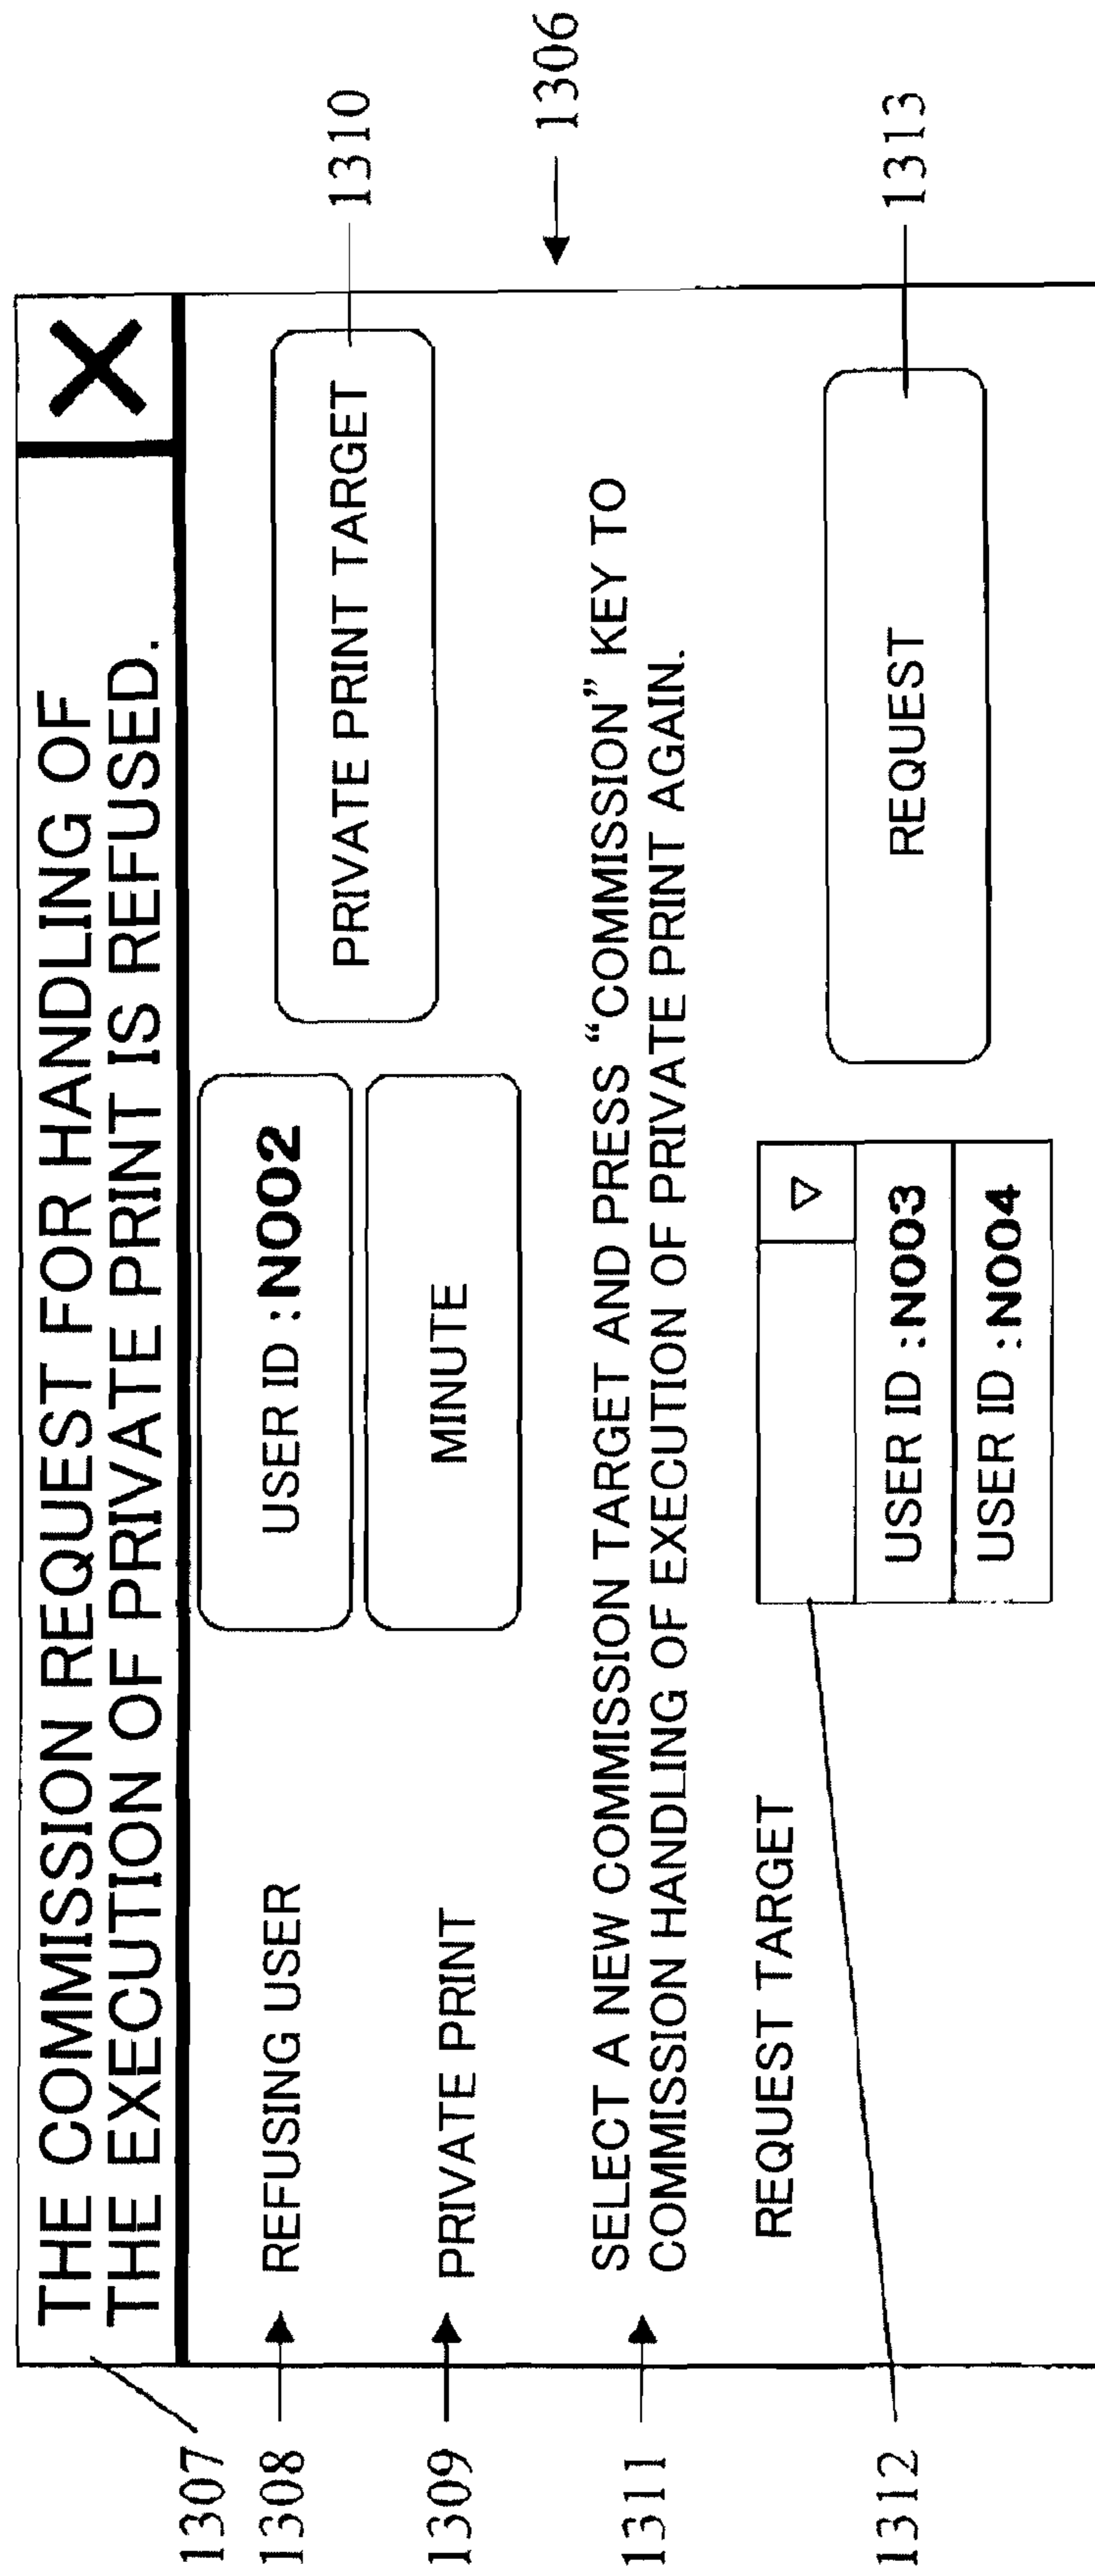 THE COMMISSION REQUEST FOR HANDLING OF
THE EXECUTION OF PRIVATE PRINT IS REFUSED.
1307
1308
REFUSING USER
USER ID :N002
PRIVATE PRINT TARGET
1310
1309
PRIVATE PRINT
MINUTE
1306
1311
SELECT A NEW COMMISSION TARGET AND PRESS “COMMISSION” KEY TO
COMMISSION HANDLING OF EXECUTION OF PRIVATE PRINT AGAIN.
REQUEST TARGET
▽
USER ID :N003
USER ID :N004
REQUEST
1313
1312